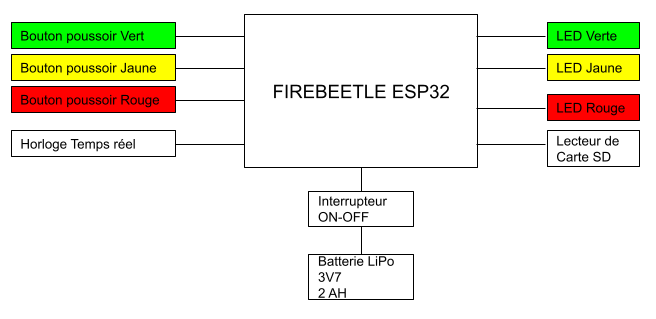 Bouton poussoir Vert
Bouton poussoir Jaune
Bouton poussoir Rouge
Horloge Temps réel
FIREBEETLE ESP32
LED Verte
LED Jaune
LED Rouge
Lecteur de
Carte SD
Interrupteur
ON-OFF
Batterie LiPo
3V7
2 AH